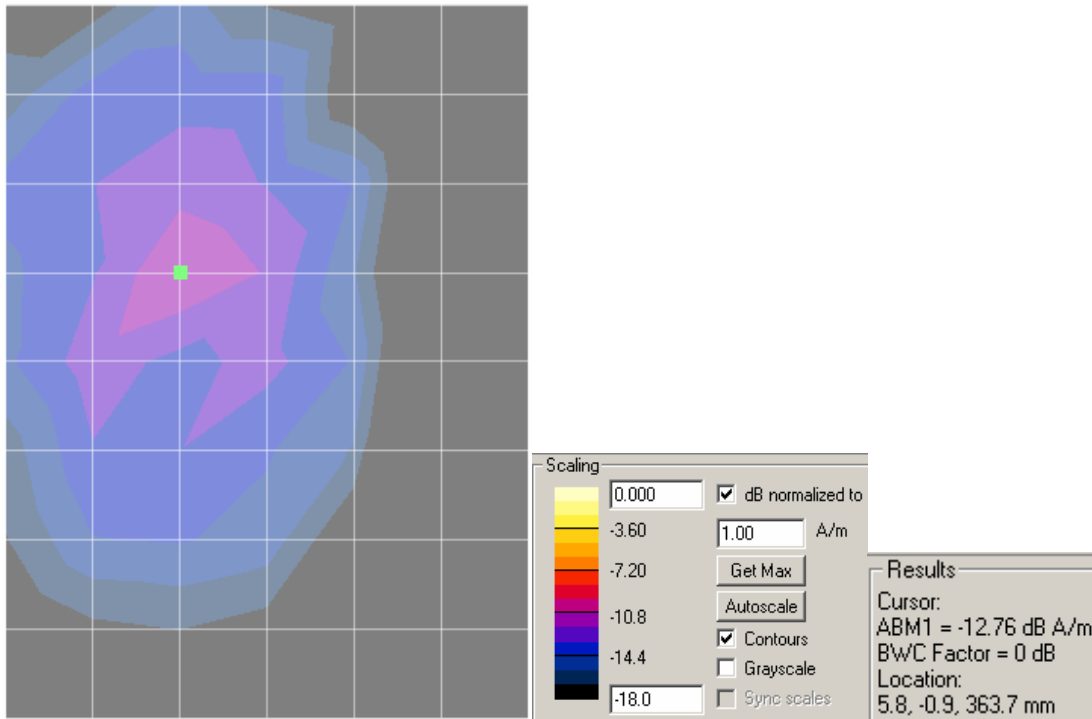 Scaling
0.000
dB normalized to
-3.60
1.00 A/m
-7.20
Get Max
Autoscale
-10.8
Contours
-14.4
Grayscale
-18.0
Sync scales
Results
Cursor:
ABM1 = -12.76 dB A/m
BWC Factor = 0 dB
Location:
5.8, -0.9, 363.7 mm